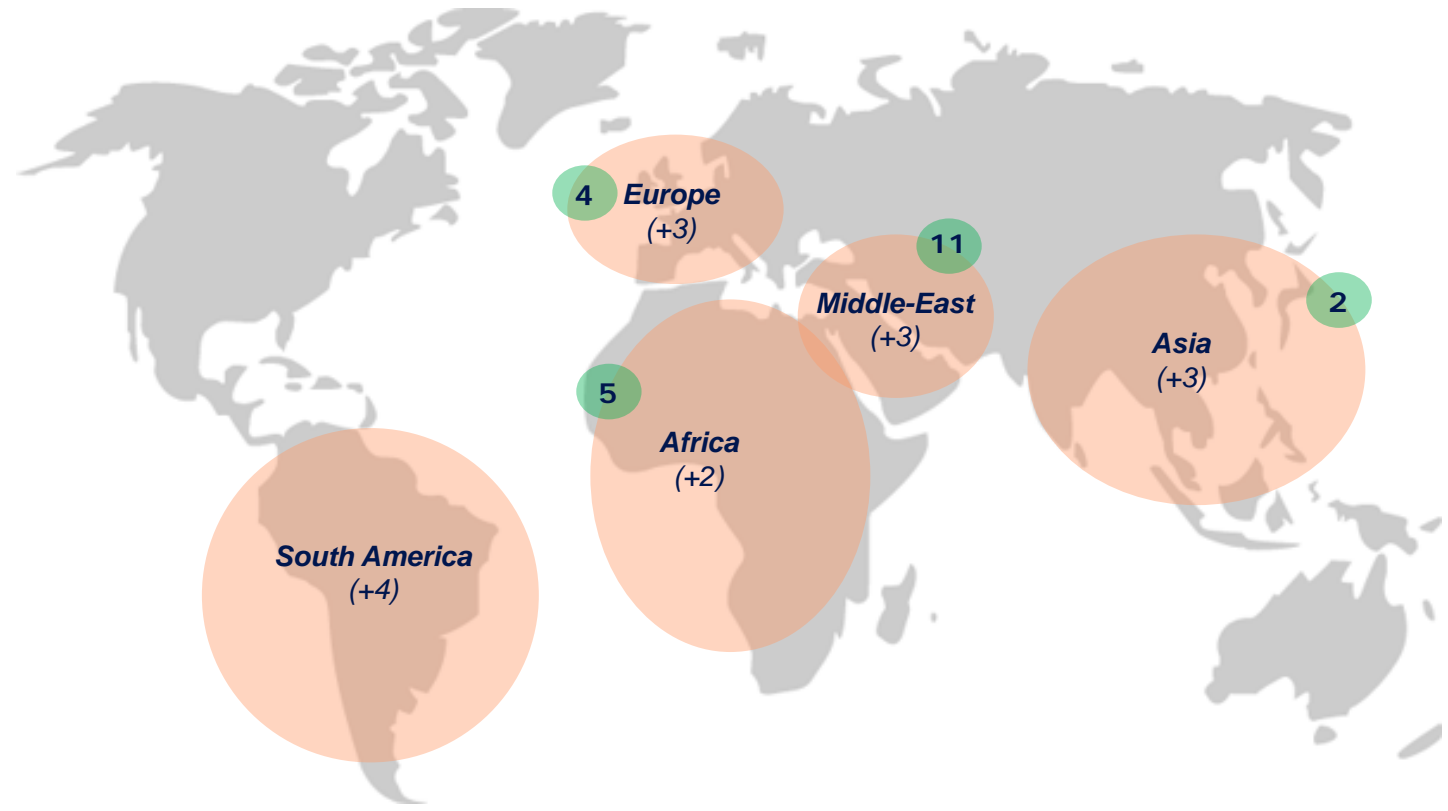 4
Europe
(+3)
11
Middle-East
(+3)
2
Asia
(+3)
5
Africa
(+2)
South America
(+4)